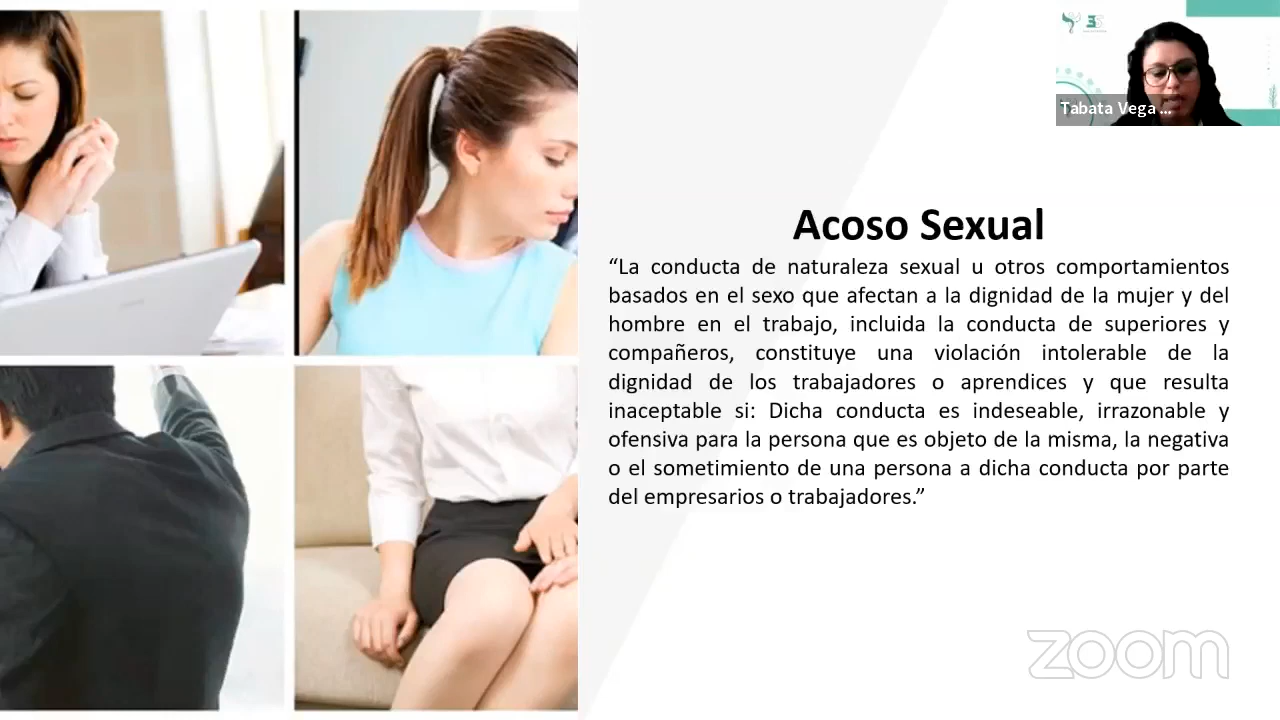 Tabata Vega ...
Acoso Sexual
“La conducta de naturaleza sexual u otros comportamientos
basados en el sexo que afectan a la dignidad de la mujer y del
hombre en el trabajo, incluida la conducta de superiores y
compañeros, constituye una violación intolerable de la
dignidad de los trabajadores o aprendices y que resulta
inaceptable si: Dicha conducta es indeseable, irrazonable y
ofensiva para la persona que es objeto de la misma, la negativa
o el sometimiento de una persona a dicha conducta por parte
del empresarios o trabajadores.”
zoom